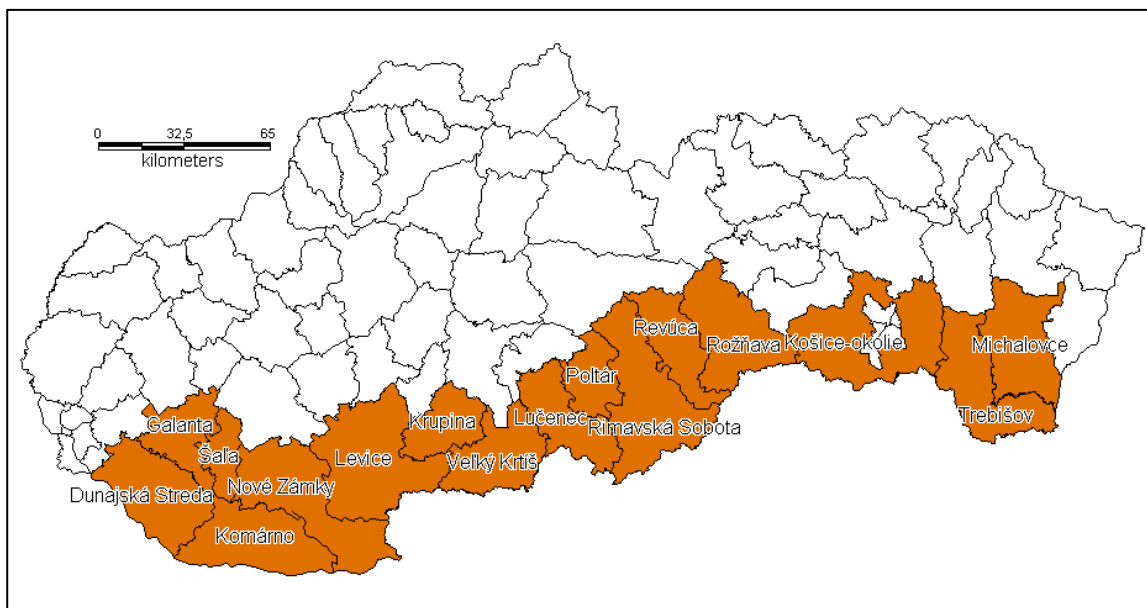 0 32,5 65
kilometers
Revúca
Rožňava
Košice-okolie
Michalovce
Poltár
Galanta
Krupina
Lučenec
Rimavská Sobota
Trebišov
Šaľa
Levice
Veľký Krtíš
Dunajská Streda
Nové Zámky
Komárno